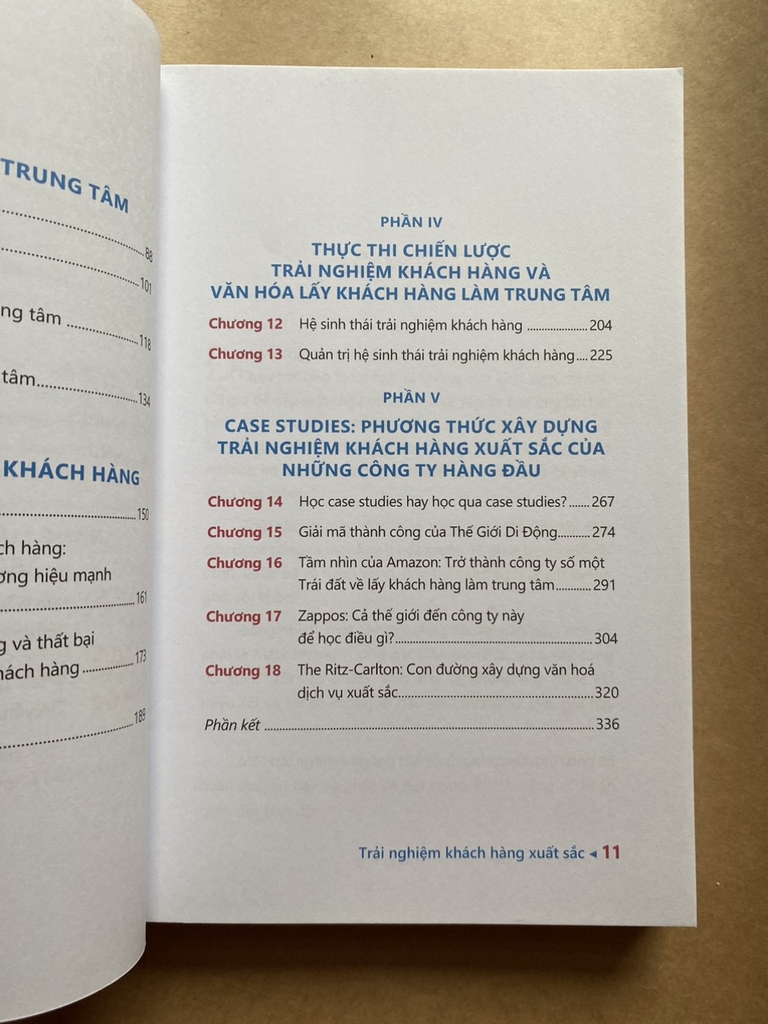 TRUNG TÂM
88
101
ng tâm 118
tâm 134
KHÁCH HÀNG
150
ch hàng:
ơng hiệu mạnh
161
g và thất bại
hách hàng 173
189
PHẦN IV
THỰC THI CHIẾN LƯỢC
TRẢI NGHIỆM KHÁCH HÀNG VÀ
VĂN HÓA LẤY KHÁCH HÀNG LÀM TRUNG TÂM
Chương 12 Hệ sinh thái trải nghiệm khách hàng ......................204
Chương 13 Quản trị hệ sinh thái trải nghiệm khách hàng....225
PHẦN V
CASE STUDIES: PHƯƠNG THỨC XÂY DỰNG
TRẢI NGHIỆM KHÁCH HÀNG XUẤT SẮC CỦA
NHỮNG CÔNG TY HÀNG ĐẦU
Chương 14 Học case studies hay học qua case studies?.......267
Chương 15 Giải mã thành công của Thế Giới Di Động...........274
Chương 16 Tầm nhìn của Amazon: Trở thành công ty số một
Trái đất về lấy khách hàng làm trung tâm............291
Chương 17 Zappos: Cả thế giới đến công ty này
để học điều gì?.......................................................304
Chương 18 The Ritz-Carlton: Con đường xây dựng văn hoá
dịch vụ xuất sắc......................................................320
Phần kết ..............................................................................336
Trải nghiệm khách hàng xuất sắc ◂ 11